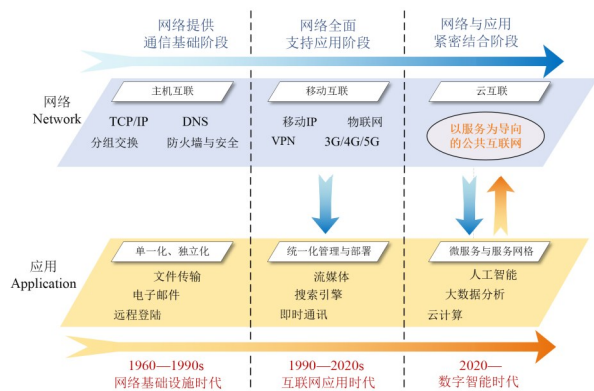 网络提供
通信基础阶段
网络全面
支持应用阶段
网络与应用
紧密结合阶段
网络
Network
主机互联
TCP/IP DNS
分组交换 防火墙与安全
移动互联
移动IP 物联网
VPN 3G/4G/5G
云互联
以服务为导向
的公共互联网
应用
Application
单一化、独立化
文件传输
电子邮件
远程登陆
统一化管理与部署
流媒体
搜索引擎
即时通讯
微服务与服务网格
人工智能
大数据分析
云计算
1960—1990s
网络基础设施时代
1990—2020s
互联网应用时代
2020—
数字智能时代